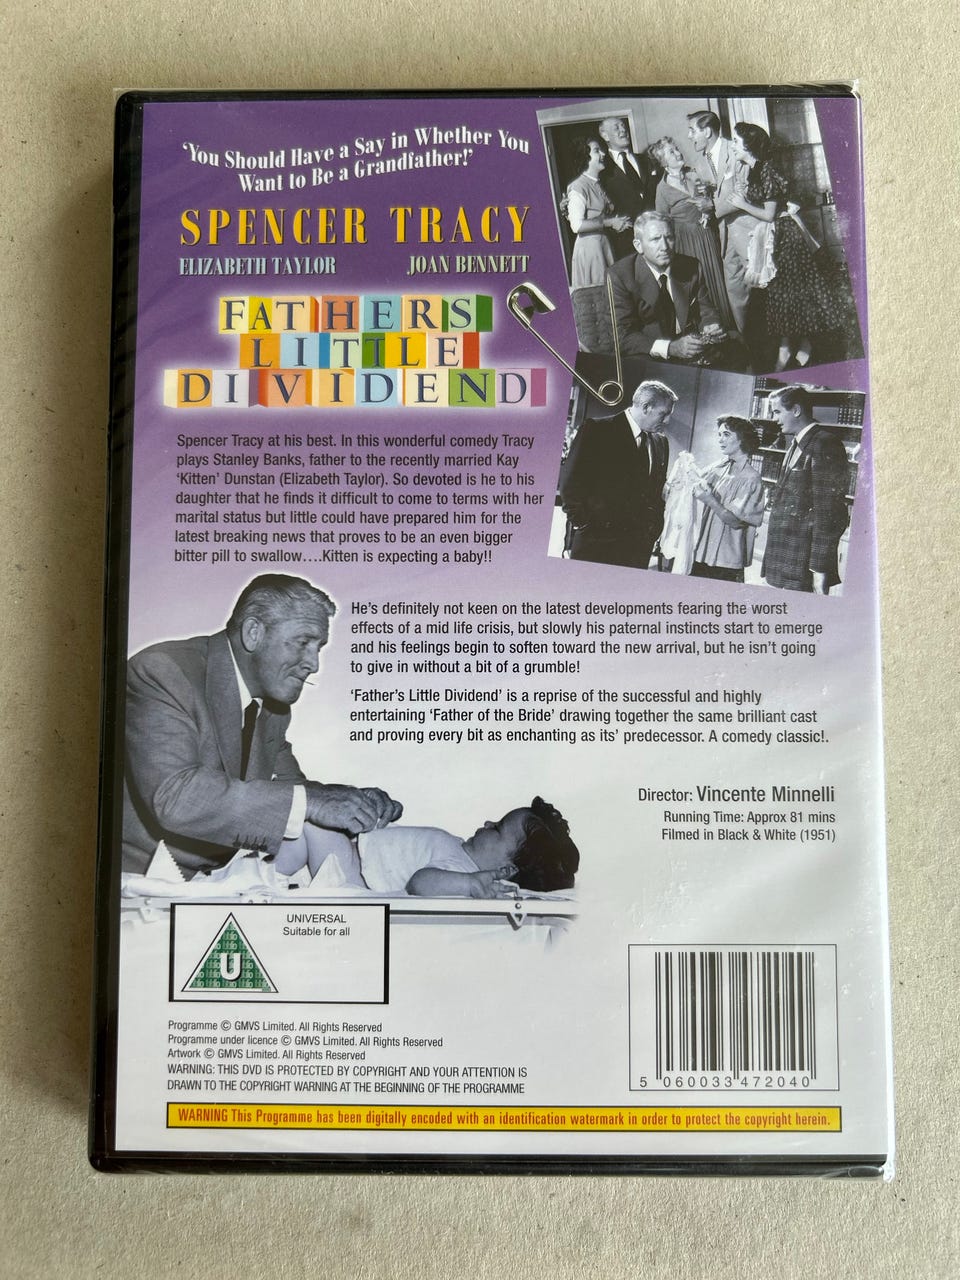 'You Should Have a Say in Whether You
Want to Be a Grandfather!'
SPENCER TRACY
ELIZABETH TAYLOR JOAN BENNETT
FATHERS
LITTLE
DIVIDEND
Spencer Tracy at his best. In this wonderful comedy Tracy
plays Stanley Banks, father to the recently married Kay
'Kitten' Dunstan (Elizabeth Taylor). So devoted is he to his
daughter that he finds it difficult to come to terms with her
marital status but little could have prepared him for the
latest breaking news that proves to be an even bigger
bitter pill to swallow....Kitten is expecting a baby!!
He's definitely not keen on the latest developments fearing the worst
effects of a mid life crisis, but slowly his paternal instincts start to emerge
and his feelings begin to soften toward the new arrival, but he isn't going
to give in without a bit of a grumble!
'Father's Little Dividend' is a reprise of the successful and highly
entertaining 'Father of the Bride' drawing together the same brilliant cast
and proving every bit as enchanting as its' predecessor. A comedy classic!.
Director: Vincente Minnelli
Running Time: Approx 81 mins
Filmed in Black & White (1951)
UNIVERSAL
Suitable for all
U
Programme © GMVS Limited. All Rights Reserved
Programme under licence © GMVS Limited. All Rights Reserved
Artwork © GMVS Limited. All Rights Reserved
WARNING: THIS DVD IS PROTECTED BY COPYRIGHT AND YOUR ATTENTION IS
DRAWN TO THE COPYRIGHT WARNING AT THE BEGINNING OF THE PROGRAMME
5 060033 472040
WARNING This Programme has been digitally encoded with an identification watermark in order to protect the copyright herein.